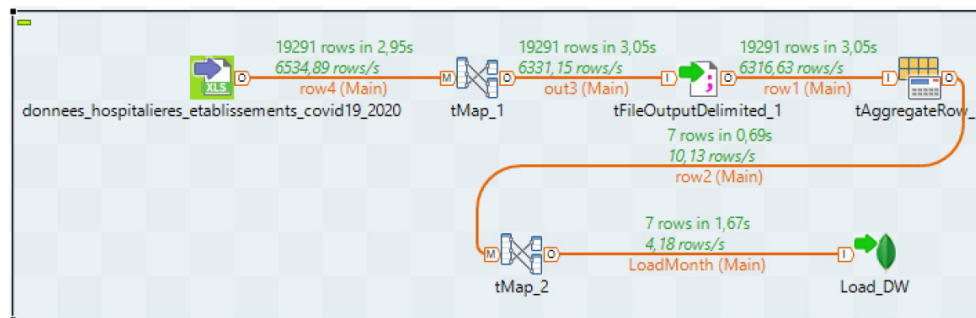 19291 rows in 2,95s
6534,89 rows/s
row4 (Main)
19291 rows in 3,05s
6331,15 rows/s
out3 (Main)
19291 rows in 3,05s
6316,63 rows/s
row1 (Main)
XLS
donnees_hospitalieres_etablissements_covid19_2020
tMap_1
tFileOutputDelimited_1
tAggregateRow_
7 rows in 0,69s
10,13 rows/s
row2 (Main)
7 rows in 1,67s
4,18 rows/s
LoadMonth (Main)
tMap_2
Load_DW